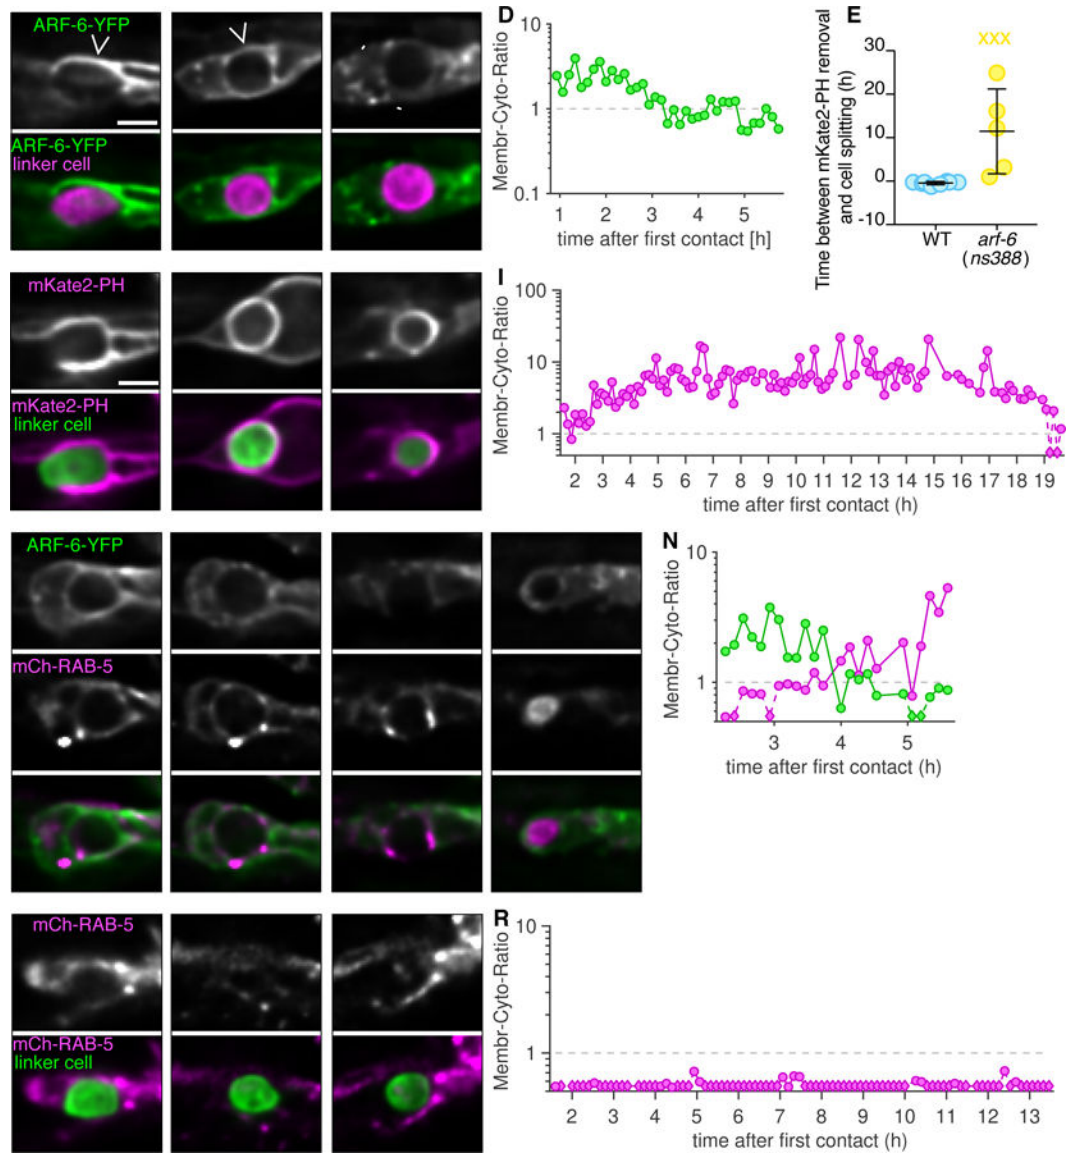 ARF-6-YFP
ARF-6-YFP
linker cell
D
Membr-Cyto-Ratio
10
1
0.1
1 2 3 4 5
time after first contact [h]
E
Time between mKate2-PH removal
and cell splitting (h)
XXX
30
20
10
0
-10
WT
arf-6
(ns388)
mKate2-PH
mKate2-PH
linker cell
I
Membr-Cyto-Ratio
100
10
1
2 3 4 5 6 7 8 9 10 11 12 13 14 15 16 17 18 19
time after first contact (h)
ARF-6-YFP
mCh-RAB-5
N
Membr-Cyto-Ratio
10
1
3 4 5
time after first contact (h)
mCh-RAB-5
mCh-RAB-5
linker cell
R
Membr-Cyto-Ratio
10
1
2 3 4 5 6 7 8 9 10 11 12 13
time after first contact (h)